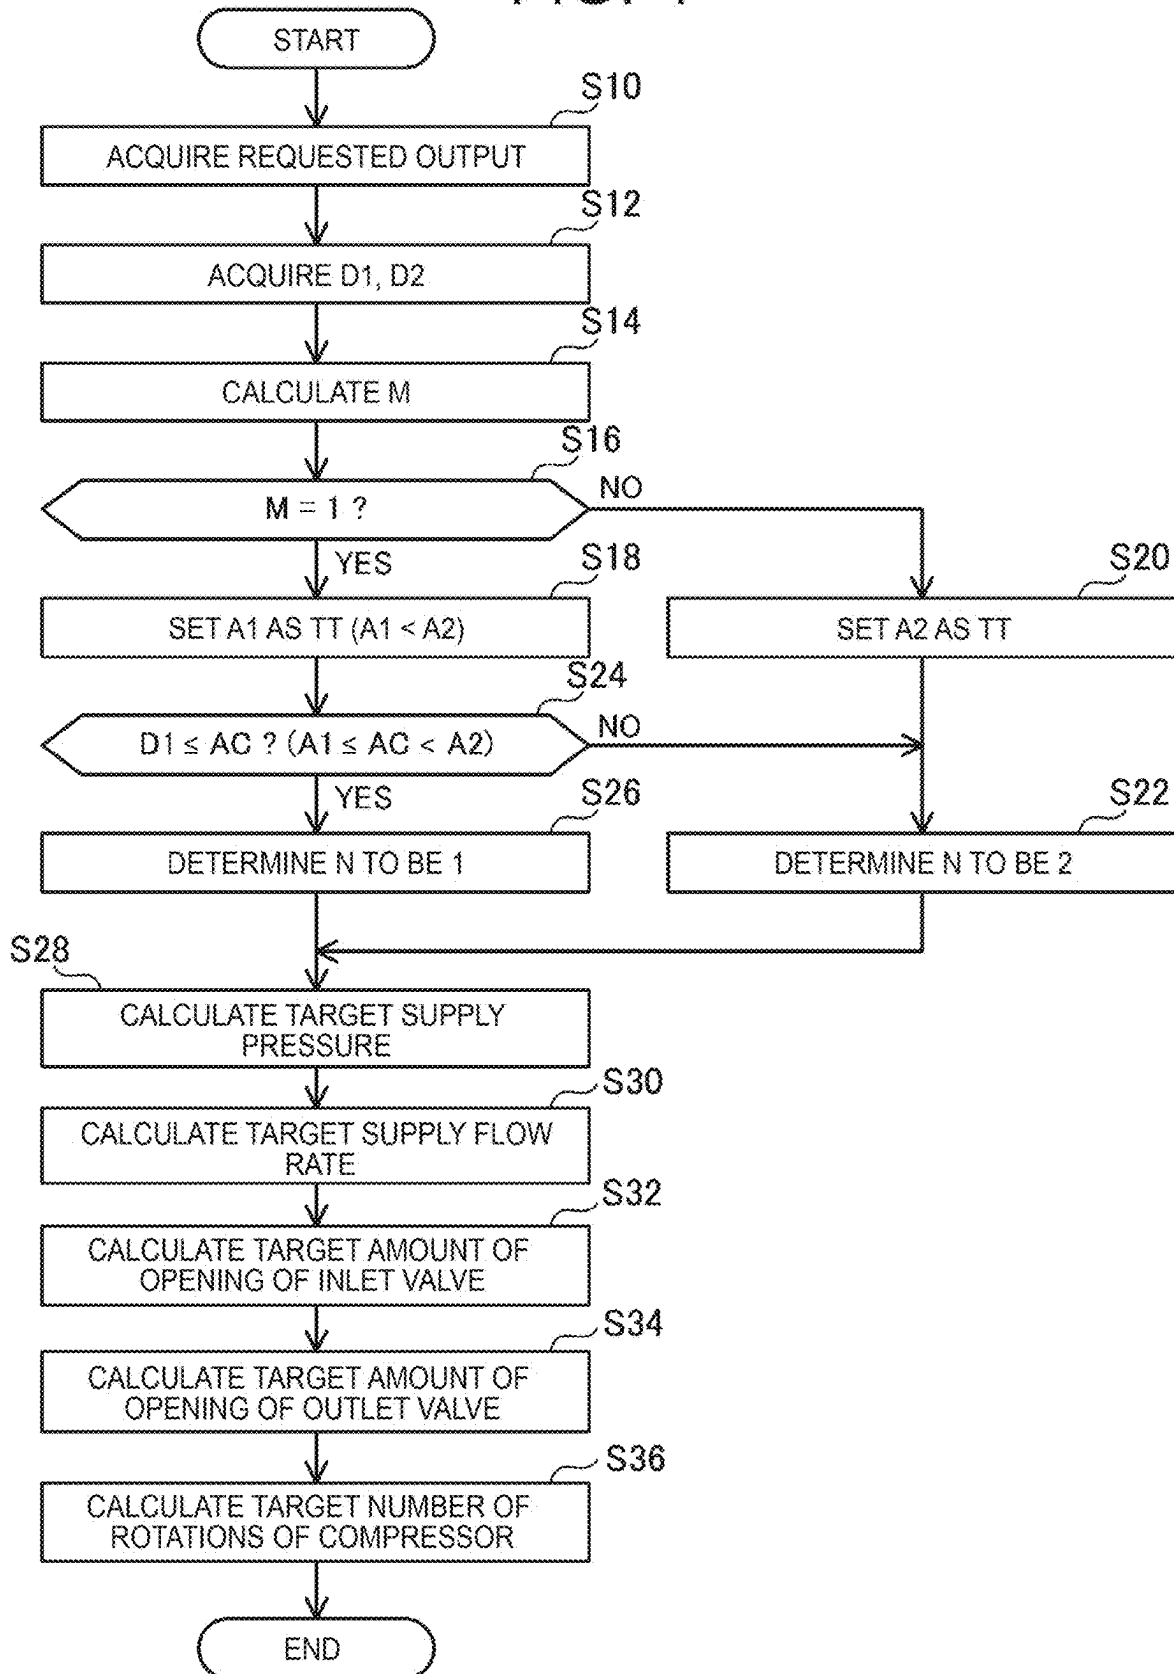 START
S10
ACQUIRE REQUESTED OUTPUT
S12
ACQUIRE D1, D2
S14
CALCULATE M
S16
M = 1 ?
NO
YES
S18
SET A1 AS TT (A1 < A2)
S20
SET A2 AS TT
S24
D1 ≤ AC ? (A1 ≤ AC < A2)
NO
YES
S26
DETERMINE N TO BE 1
S22
DETERMINE N TO BE 2
S28
CALCULATE TARGET SUPPLY
PRESSURE
S30
CALCULATE TARGET SUPPLY FLOW
RATE
S32
CALCULATE TARGET AMOUNT OF
OPENING OF INLET VALVE
S34
CALCULATE TARGET AMOUNT OF
OPENING OF OUTLET VALVE
S36
CALCULATE TARGET NUMBER OF
ROTATIONS OF COMPRESSOR
END